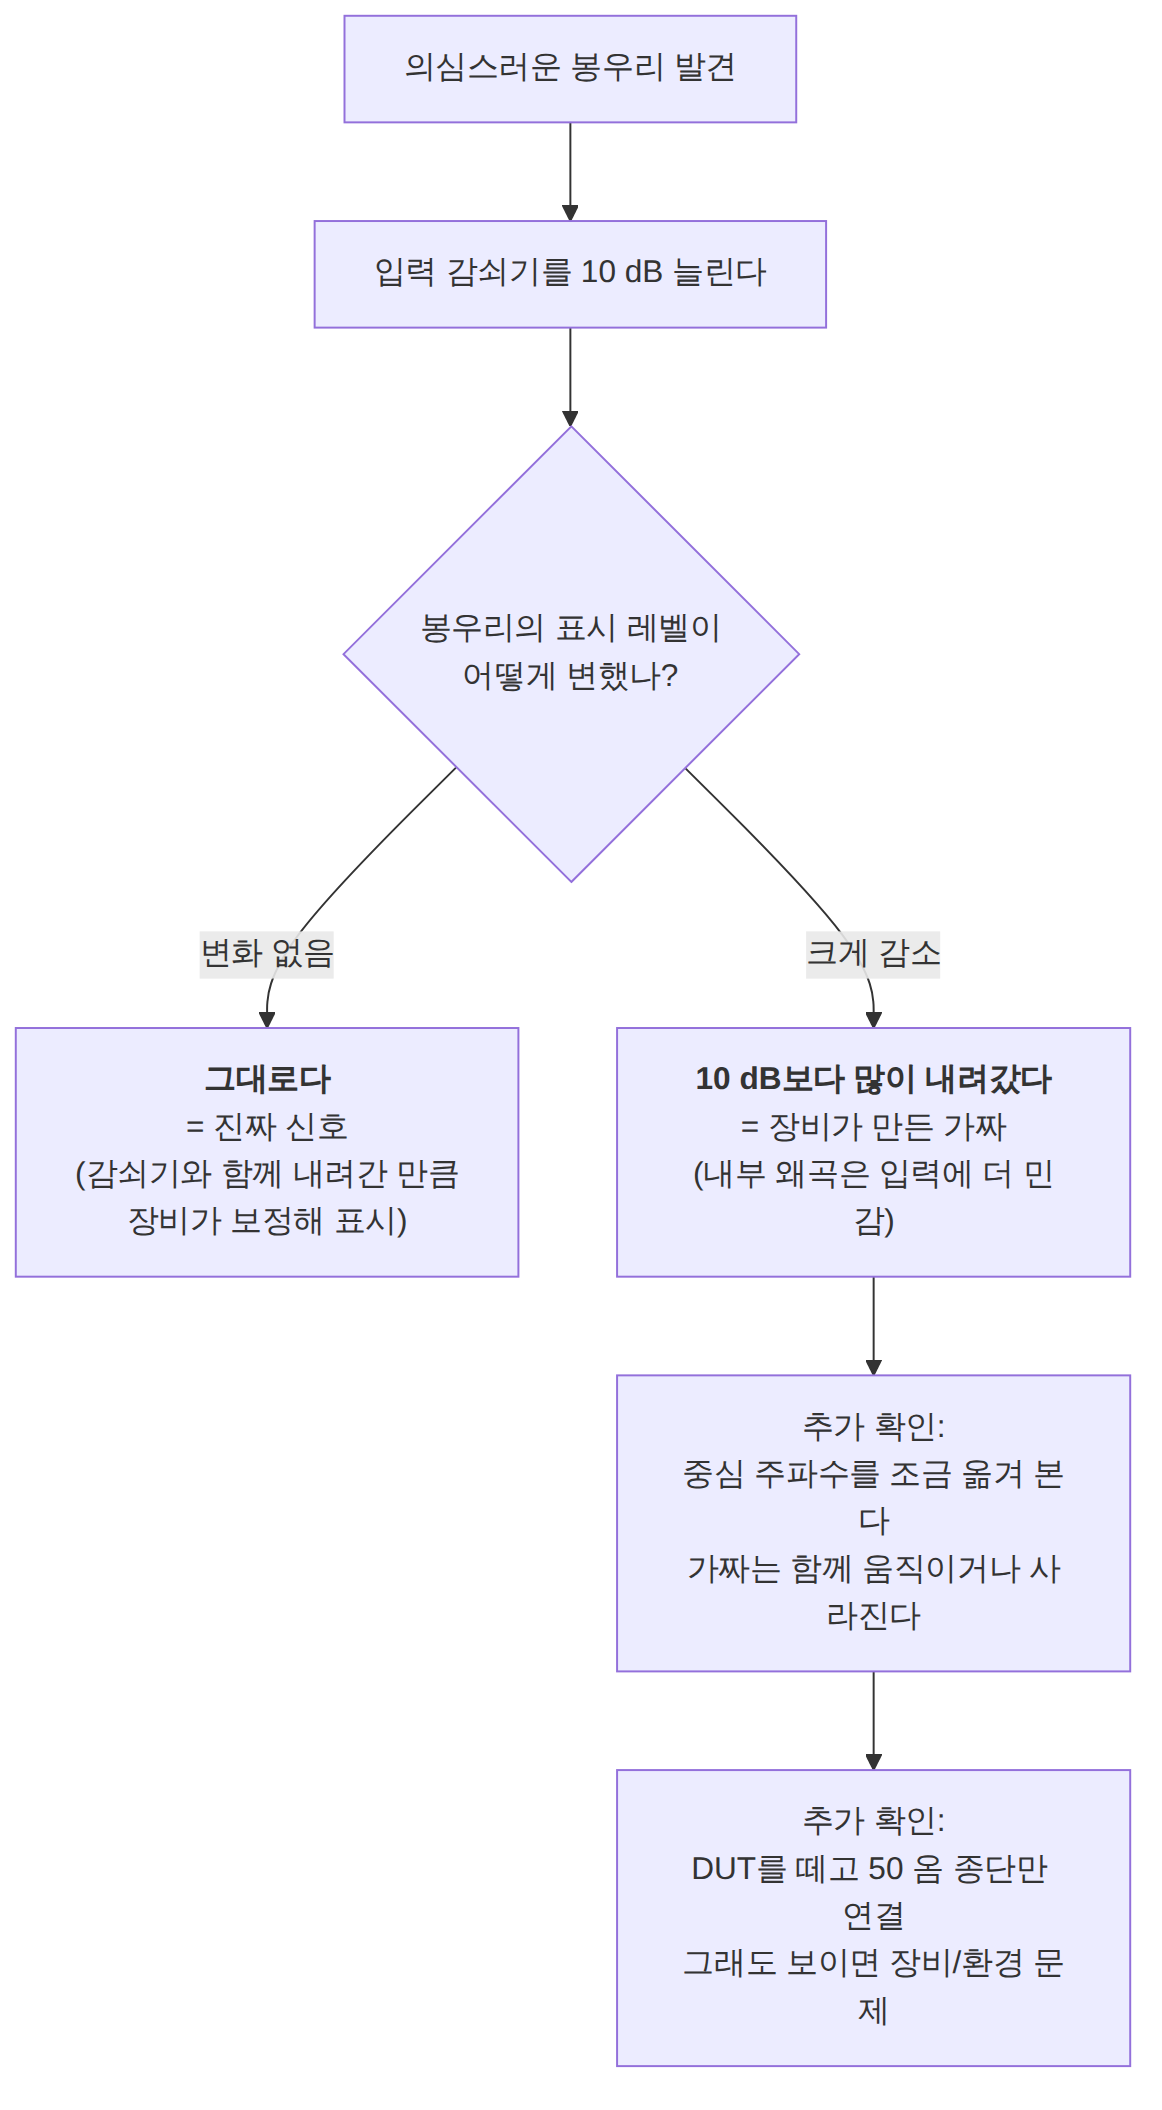 의심스러운 봉우리 발견
입력 감쇠기를 10 dB 늘린다
봉우리의 표시 레벨이
어떻게 변했나?
변화 없음
크게 감소
그대로다
= 진짜 신호
(감쇠기와 함께 내려간 만큼
장비가 보정해 표시)
10 dB보다 많이 내려갔다
= 장비가 만든 가짜
(내부 왜곡은 입력에 더 민
감)
추가 확인:
중심 주파수를 조금 옮겨 본
다
가짜는 함께 움직이거나 사
라진다
추가 확인:
DUT를 떼고 50 옴 종단만
연결
그래도 보이면 장비/환경 문
제